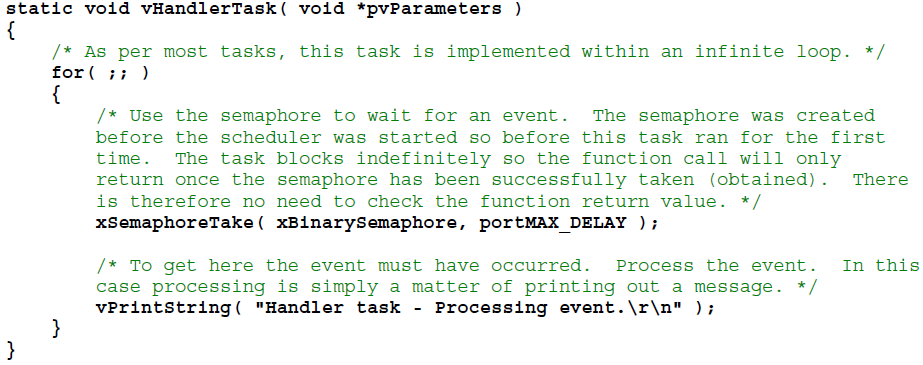 static void vHandlerTask( void *pvParameters )
{
    /* As per most tasks, this task is implemented within an infinite loop. */
    for( ;; )
    {
        /* Use the semaphore to wait for an event.  The semaphore was created
        before the scheduler was started so before this task ran for the first
        time.  The task blocks indefinitely so the function call will only
        return once the semaphore has been successfully taken (obtained).  There
        is therefore no need to check the function return value. */
        xSemaphoreTake( xBinarySemaphore, portMAX_DELAY );

        /* To get here the event must have occurred.  Process the event.  In this
        case processing is simply a matter of printing out a message. */
        vPrintString( "Handler task - Processing event.\r\n" );
    }
}